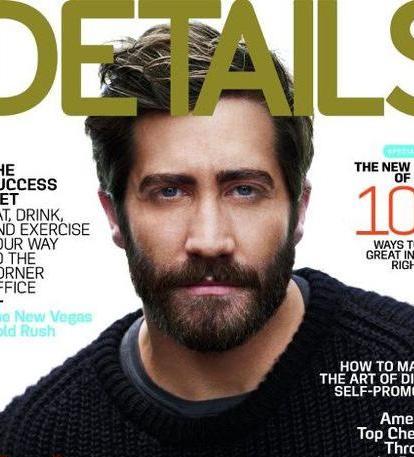 DETAILS
HE
UCCESS
ET
AT, DRINK,
ND EXERCISE
OUR WAY
O THE
ORNER
FFICE
e New Vegas
old Rush
SPECIAL
THE NEW
OF
10
WAYS T
GREAT IN
RIGH
HOW TO MA
THE ART OF DI
SELF-PROMO
Ame
Top Che
Thro